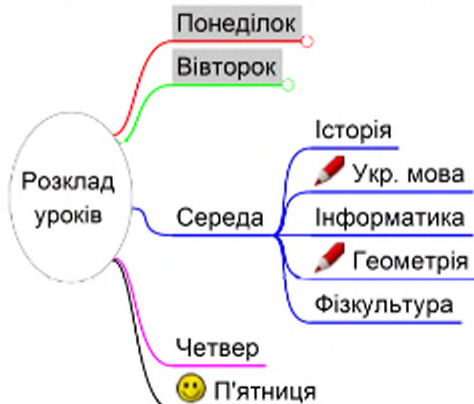 Понеділок
Вівторок
Розклад
уроків
Середа
Історія
Укр. мова
Інформатика
Геометрія
Фізкультура
Четвер
П'ятниця